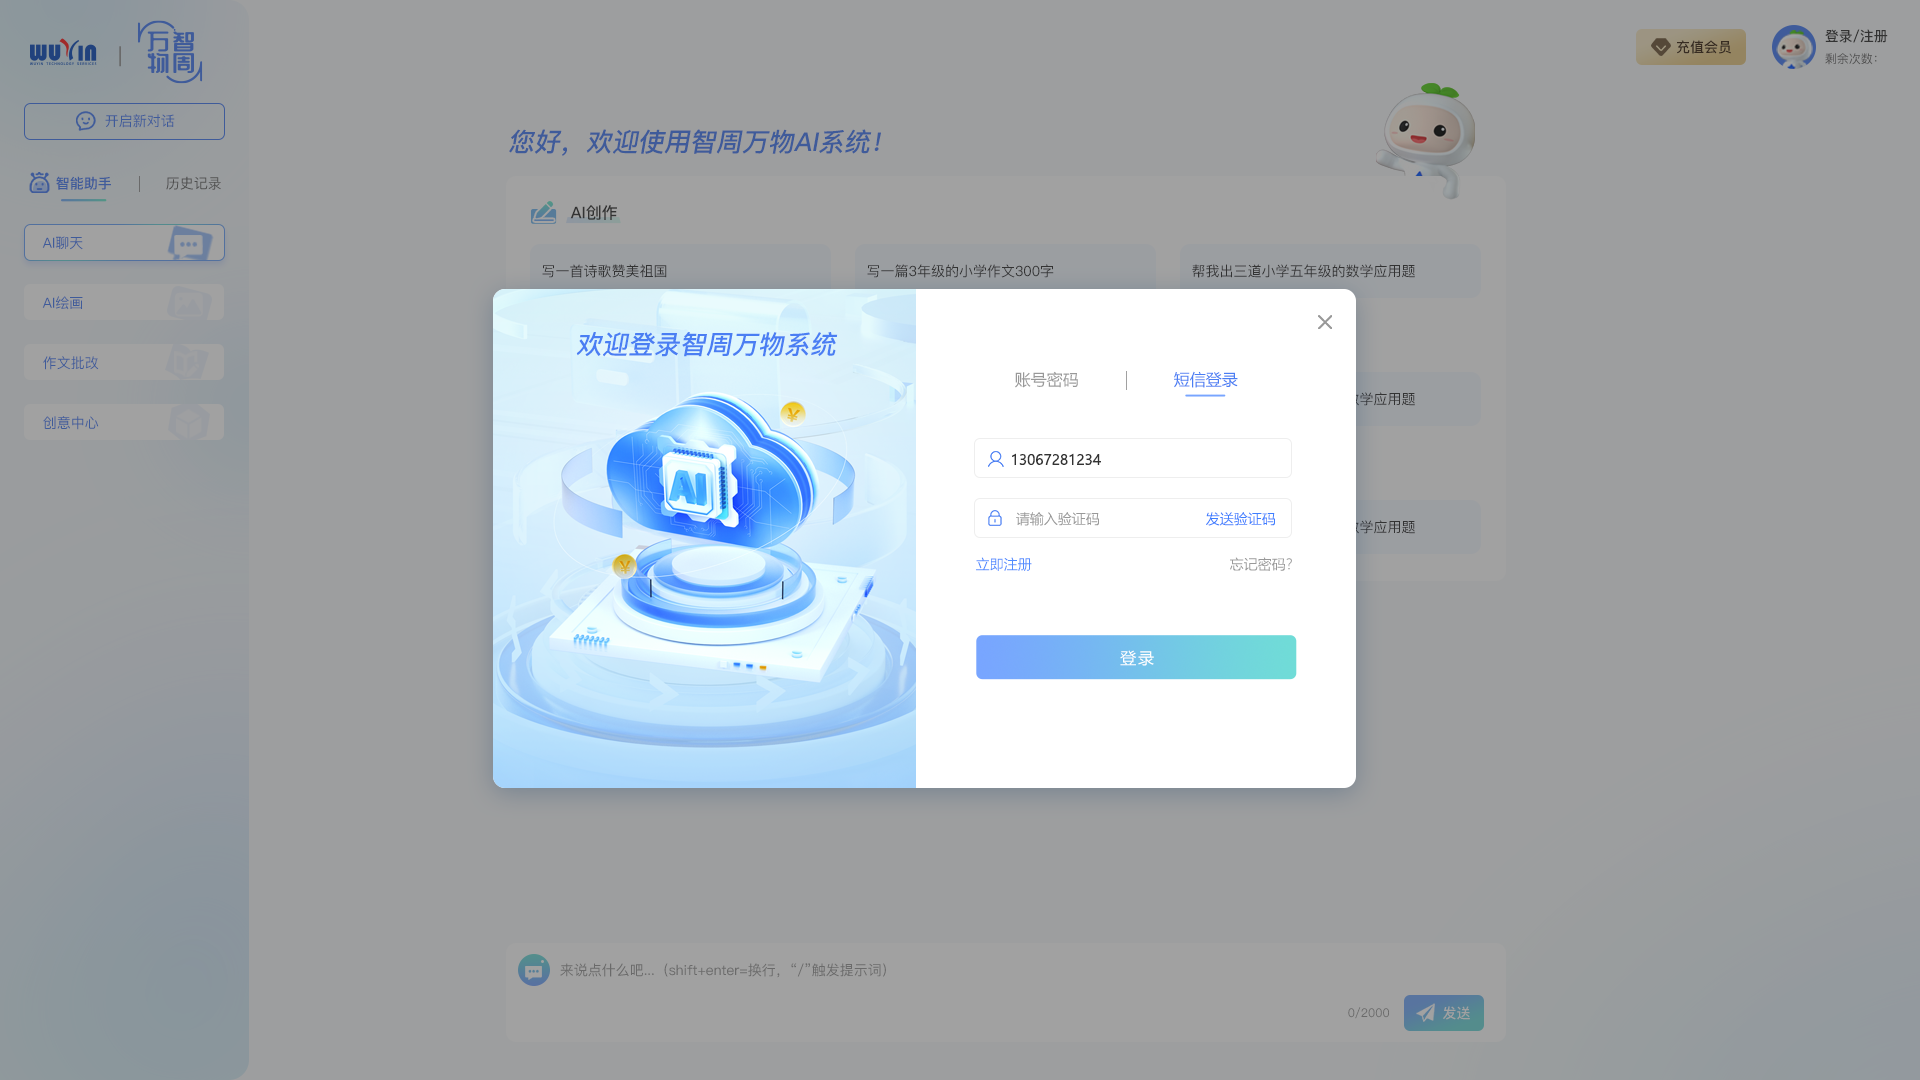 WUYIN
WUYIN TECHNOLOGY SERVICES
智周万物
登录/注册
剩余次数：
充值会员
开启新对话
智能助手
历史记录
AI聊天
AI绘画
作文批改
创意中心
您好，欢迎使用智周万物AI系统！
AI创作
写一首诗歌赞美祖国
写一篇3年级的小学作文300字
帮我出三道小学五年级的数学应用题
学应用题
学应用题
欢迎登录智周万物系统
AI
账号密码
短信登录
13067281234
请输入验证码
发送验证码
立即注册
忘记密码?
登录
来说点什么吧...（shift+enter=换行，“/”触发提示词）
0/2000
发送